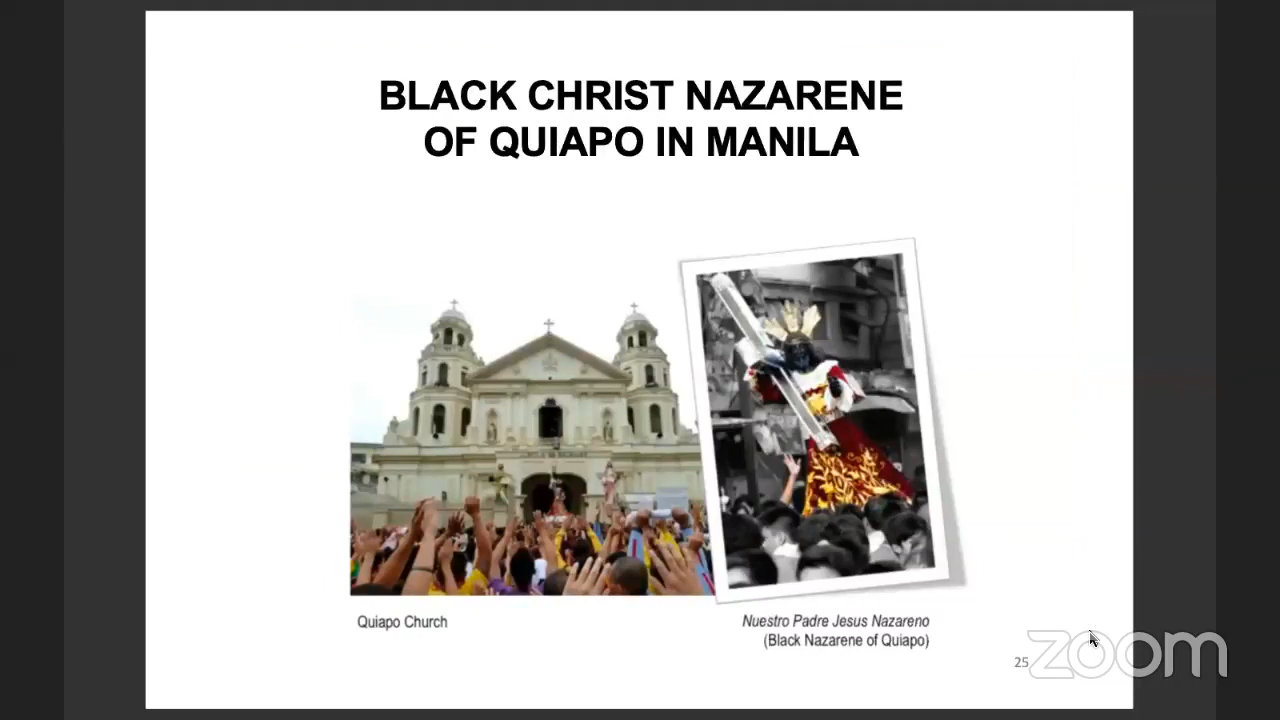 BLACK CHRIST NAZARENE
OF QUIAPO IN MANILA
Quiapo Church
Nuestro Padre Jesus Nazareno
(Black Nazarene of Quiapo)
25
zoom